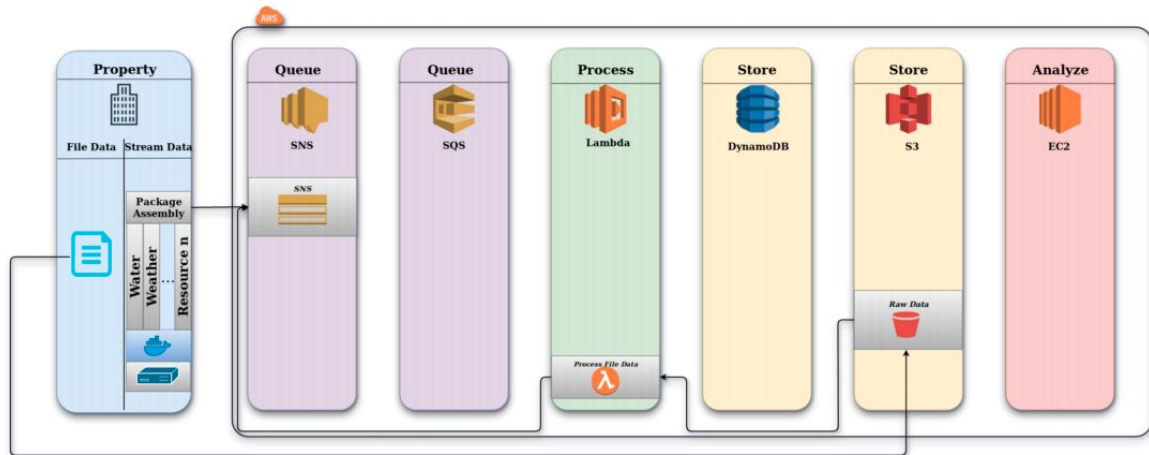 AWS
Property
Queue
Queue
Process
Store
Store
Analyze
SNS
SQS
Lambda
DynamoDB
S3
EC2
File Data
Stream Data
SNS
Package
Assembly
Water
Weather
...
Resource n
Raw Data
Process File Data
λ